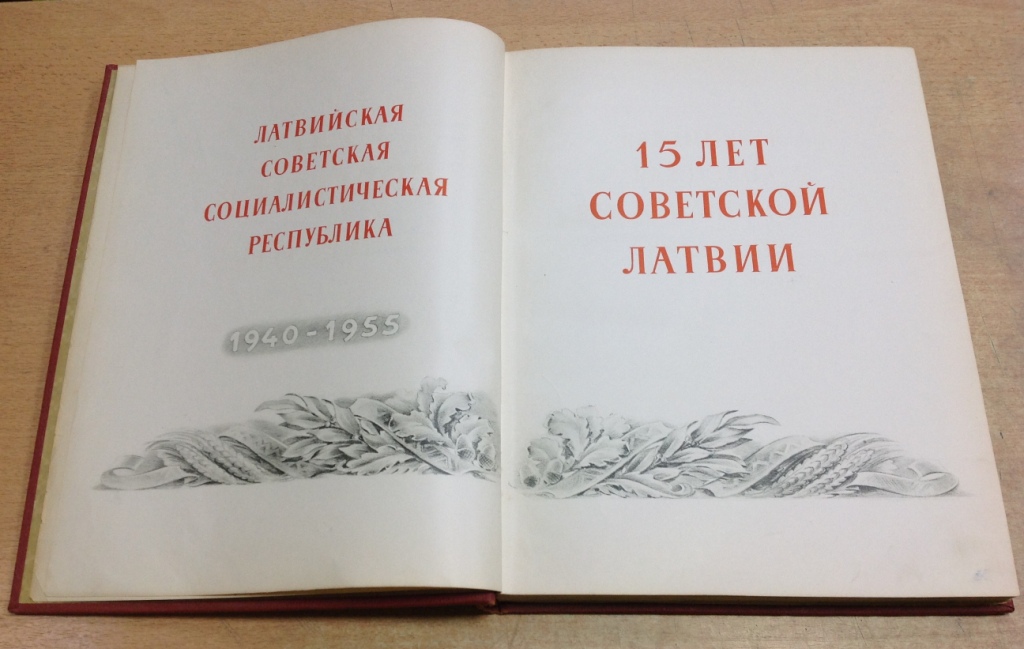 ЛАТВИЙСКАЯ
СОВЕТСКАЯ
СОЦИАЛИСТИЧЕСКАЯ
РЕСПУБЛИКА
1940-1955
15 ЛЕТ
СОВЕТСКОЙ
ЛАТВИИ